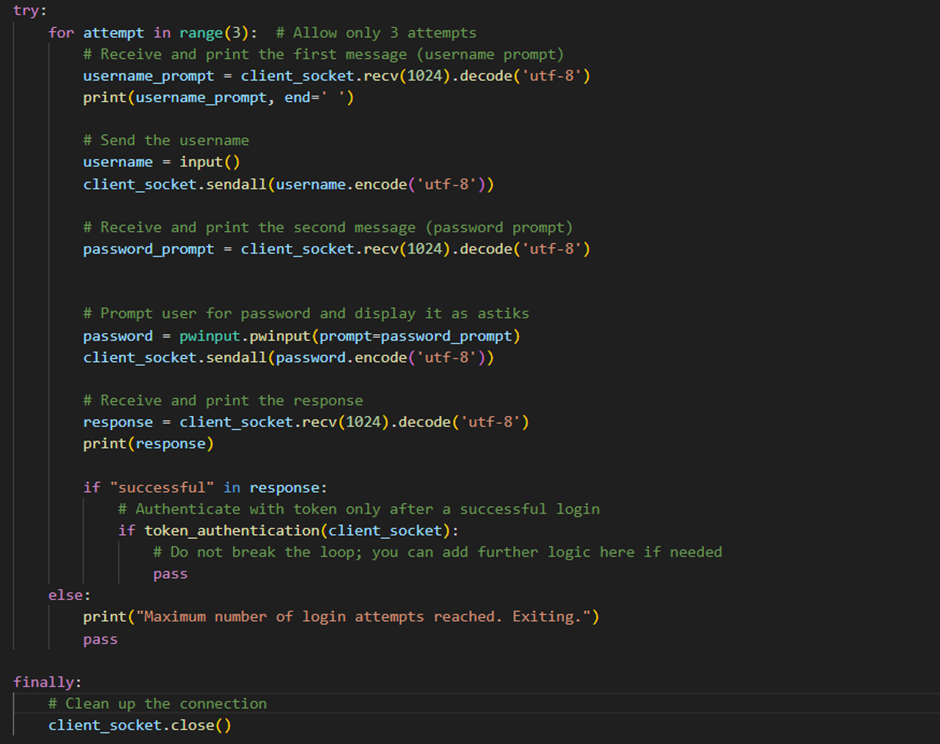 try:
    for attempt in range(3):  # Allow only 3 attempts
        # Receive and print the first message (username prompt)
        username_prompt = client_socket.recv(1024).decode('utf-8')
        print(username_prompt, end=' ')

        # Send the username
        username = input()
        client_socket.sendall(username.encode('utf-8'))

        # Receive and print the second message (password prompt)
        password_prompt = client_socket.recv(1024).decode('utf-8')


        # Prompt user for password and display it as astiks
        password = pwinput.pwinput(prompt=password_prompt)
        client_socket.sendall(password.encode('utf-8'))

        # Receive and print the response
        response = client_socket.recv(1024).decode('utf-8')
        print(response)

        if "successful" in response:
            # Authenticate with token only after a successful login
            if token_authentication(client_socket):
                # Do not break the loop; you can add further logic here if needed
                pass
    else:
        print("Maximum number of login attempts reached. Exiting.")
        pass

finally:
    # Clean up the connection
    client_socket.close()